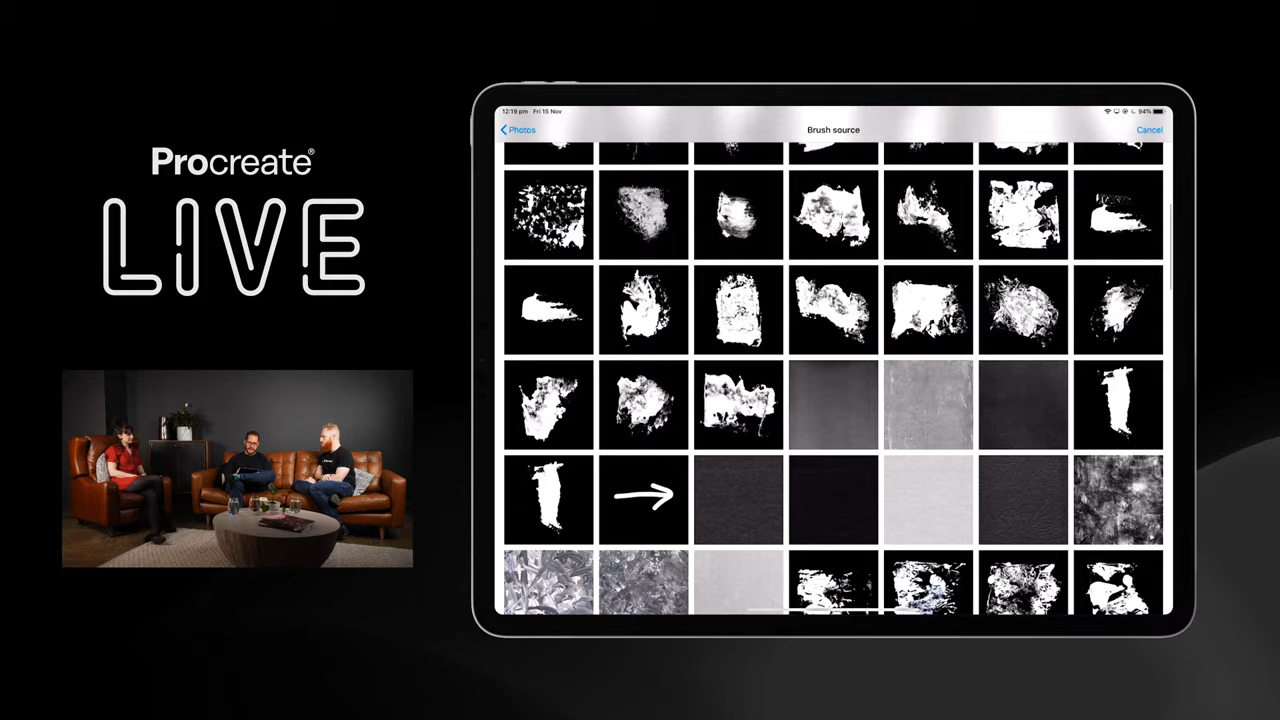 Procreate®
LIVE
12:19 pm Fri 15 Nov
94%
Photos
Brush source
Cancel